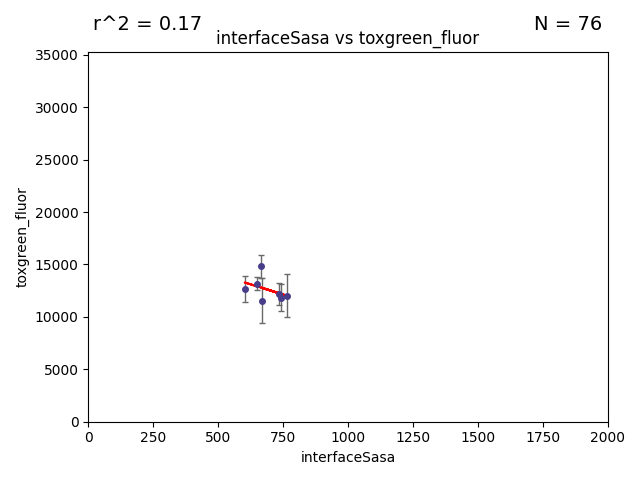 r^2 = 0.17
N = 76
interfaceSasa vs toxgreen_fluor
35000
30000
25000
20000
15000
10000
5000
0
toxgreen_fluor
0 250 500 750 1000 1250 1500 1750 2000
interfaceSasa